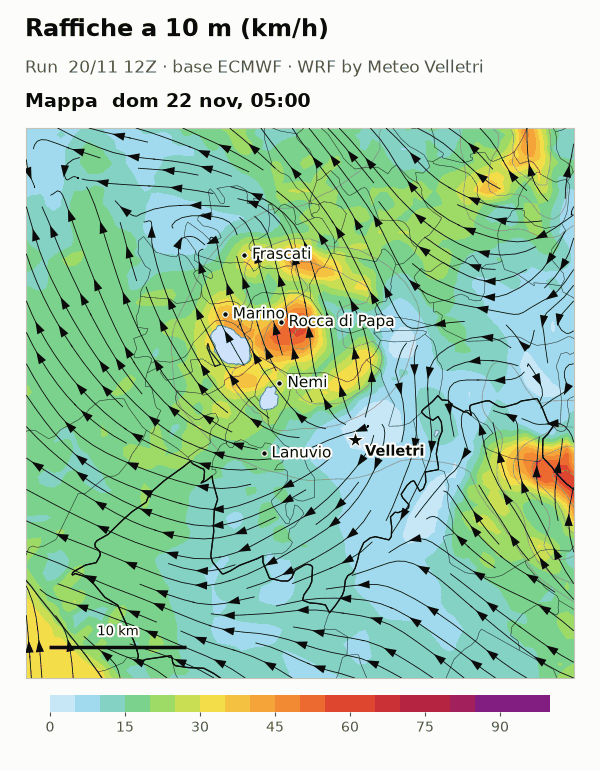 Raffiche a 10 m (km/h)
Run  20/11 12Z · base ECMWF · WRF by Meteo Velletri
Mappa  dom 22 nov, 05:00
Frascati
Marino
Rocca di Papa
Nemi
Velletri
Lanuvio
10 km
0 15 30 45 60 75 90